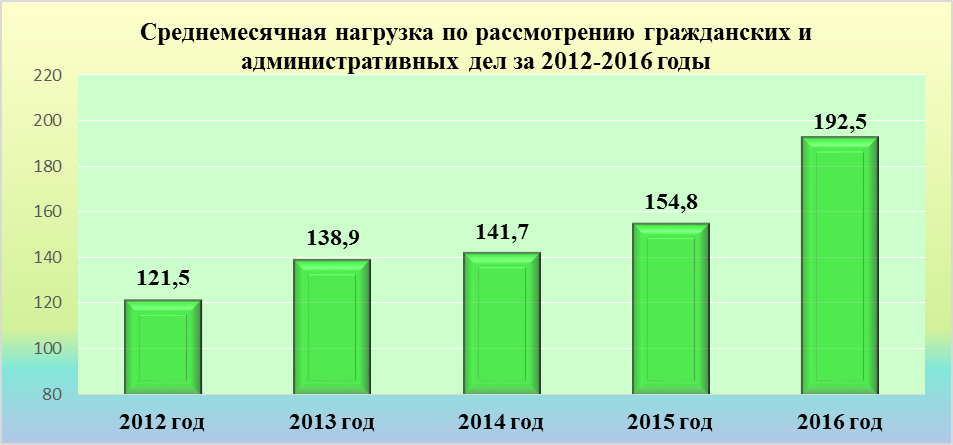 Среднемесячная нагрузка по рассмотрению гражданских и
административных дел за 2012-2016 годы
220
200
180
160
140
120
100
80
121,5
138,9
141,7
154,8
192,5
2012 год
2013 год
2014 год
2015 год
2016 год